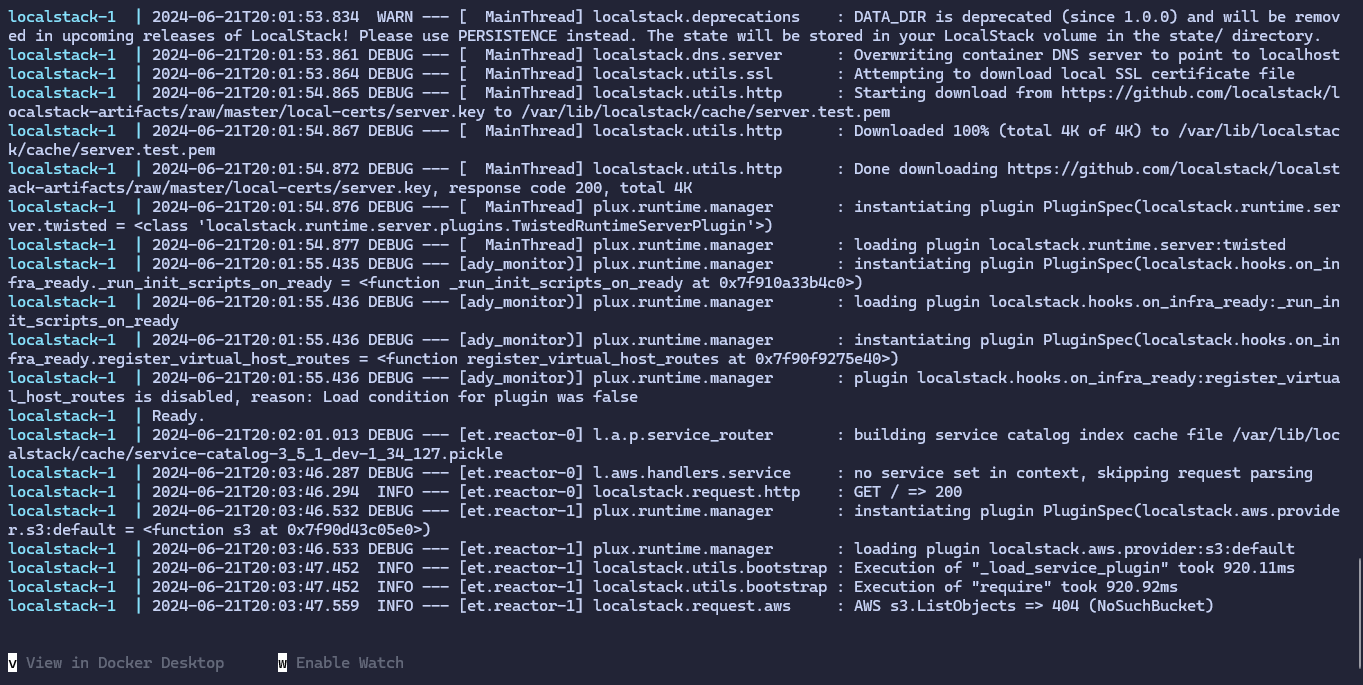 localstack-1  | 2024-06-21T20:01:53.834  WARN --- [  MainThread] localstack.deprecations    : DATA_DIR is deprecated (since 1.0.0) and will be remov
ed in upcoming releases of LocalStack! Please use PERSISTENCE instead. The state will be stored in your LocalStack volume in the state/ directory.
localstack-1  | 2024-06-21T20:01:53.861 DEBUG --- [  MainThread] localstack.dns.server      : Overwriting container DNS server to point to localhost
localstack-1  | 2024-06-21T20:01:53.864 DEBUG --- [  MainThread] localstack.utils.ssl       : Attempting to download local SSL certificate file
localstack-1  | 2024-06-21T20:01:54.865 DEBUG --- [  MainThread] localstack.utils.http      : Starting download from https://github.com/localstack/l
ocalstack-artifacts/raw/master/local-certs/server.key to /var/lib/localstack/cache/server.test.pem
localstack-1  | 2024-06-21T20:01:54.867 DEBUG --- [  MainThread] localstack.utils.http      : Downloaded 100% (total 4K of 4K) to /var/lib/localstac
k/cache/server.test.pem
localstack-1  | 2024-06-21T20:01:54.872 DEBUG --- [  MainThread] localstack.utils.http      : Done downloading https://github.com/localstack/localst
ack-artifacts/raw/master/local-certs/server.key, response code 200, total 4K
localstack-1  | 2024-06-21T20:01:54.876 DEBUG --- [  MainThread] plux.runtime.manager       : instantiating plugin PluginSpec(localstack.runtime.ser
ver.twisted = <class 'localstack.runtime.server.plugins.TwistedRuntimeServerPlugin'>)
localstack-1  | 2024-06-21T20:01:54.877 DEBUG --- [  MainThread] plux.runtime.manager       : loading plugin localstack.runtime.server:twisted
localstack-1  | 2024-06-21T20:01:55.435 DEBUG --- [ady_monitor)] plux.runtime.manager       : instantiating plugin PluginSpec(localstack.hooks.on_in
fra_ready._run_init_scripts_on_ready = <function _run_init_scripts_on_ready at 0x7f910a33b4c0>)
localstack-1  | 2024-06-21T20:01:55.436 DEBUG --- [ady_monitor)] plux.runtime.manager       : loading plugin localstack.hooks.on_infra_ready:_run_in
it_scripts_on_ready
localstack-1  | 2024-06-21T20:01:55.436 DEBUG --- [ady_monitor)] plux.runtime.manager       : instantiating plugin PluginSpec(localstack.hooks.on_in
fra_ready.register_virtual_host_routes = <function register_virtual_host_routes at 0x7f90f9275e40>)
localstack-1  | 2024-06-21T20:01:55.436 DEBUG --- [ady_monitor)] plux.runtime.manager       : plugin localstack.hooks.on_infra_ready:register_virtua
l_host_routes is disabled, reason: Load condition for plugin was false
localstack-1  | Ready.
localstack-1  | 2024-06-21T20:02:01.013 DEBUG --- [et.reactor-0] l.a.p.service_router       : building service catalog index cache file /var/lib/loc
alstack/cache/service-catalog-3_5_1_dev-1_34_127.pickle
localstack-1  | 2024-06-21T20:03:46.287 DEBUG --- [et.reactor-0] l.aws.handlers.service     : no service set in context, skipping request parsing
localstack-1  | 2024-06-21T20:03:46.294  INFO --- [et.reactor-0] localstack.request.http    : GET / => 200
localstack-1  | 2024-06-21T20:03:46.532 DEBUG --- [et.reactor-1] plux.runtime.manager       : instantiating plugin PluginSpec(localstack.aws.provide
r.s3:default = <function s3 at 0x7f90d43c05e0>)
localstack-1  | 2024-06-21T20:03:46.533 DEBUG --- [et.reactor-1] plux.runtime.manager       : loading plugin localstack.aws.provider:s3:default
localstack-1  | 2024-06-21T20:03:47.452  INFO --- [et.reactor-1] localstack.utils.bootstrap : Execution of "_load_service_plugin" took 920.11ms
localstack-1  | 2024-06-21T20:03:47.452  INFO --- [et.reactor-1] localstack.utils.bootstrap : Execution of "require" took 920.92ms
localstack-1  | 2024-06-21T20:03:47.559  INFO --- [et.reactor-1] localstack.request.aws     : AWS s3.ListObjects => 404 (NoSuchBucket)
v View in Docker Desktop      w Enable Watch